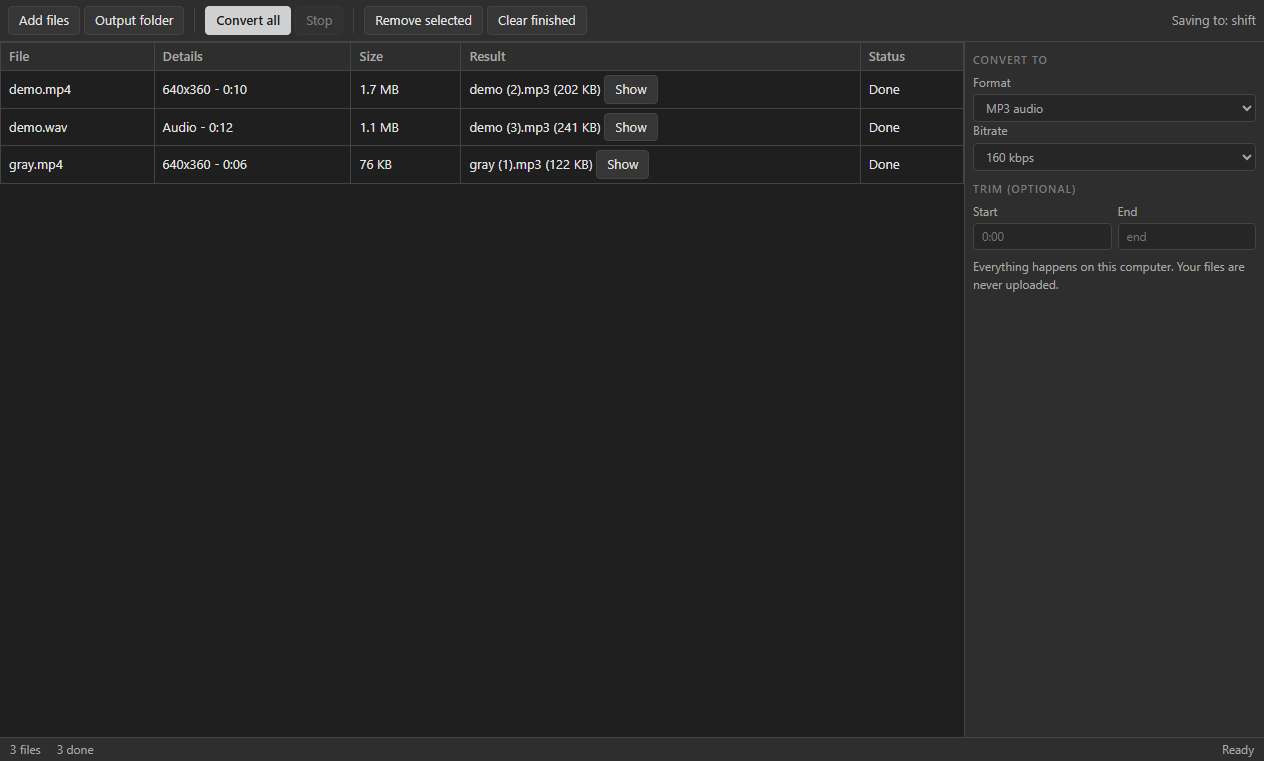 Add files Output folder Convert all Stop Remove selected Clear finished Saving to: shift
File Details Size Result Status
demo.mp4 640x360 - 0:10 1.7 MB demo (2).mp3 (202 KB) Show Done
demo.wav Audio - 0:12 1.1 MB demo (3).mp3 (241 KB) Show Done
gray.mp4 640x360 - 0:06 76 KB gray (1).mp3 (122 KB) Show Done
CONVERT TO
Format
MP3 audio
Bitrate
160 kbps
TRIM (OPTIONAL)
Start End
0:00 end
Everything happens on this computer. Your files are
never uploaded.
3 files 3 done Ready